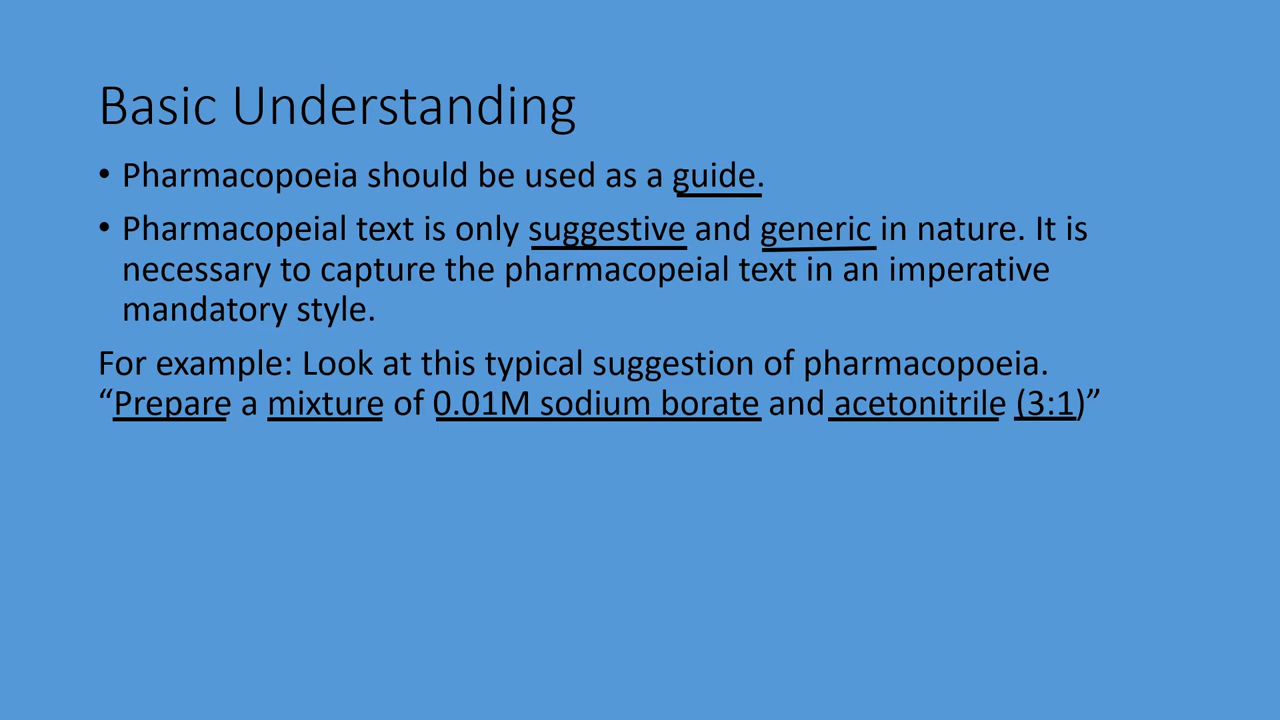 Basic Understanding
• Pharmacopoeia should be used as a guide.
• Pharmacopeial text is only suggestive and generic in nature. It is
necessary to capture the pharmacopeial text in an imperative
mandatory style.
For example: Look at this typical suggestion of pharmacopoeia.
“Prepare a mixture of 0.01M sodium borate and acetonitrile (3:1)”